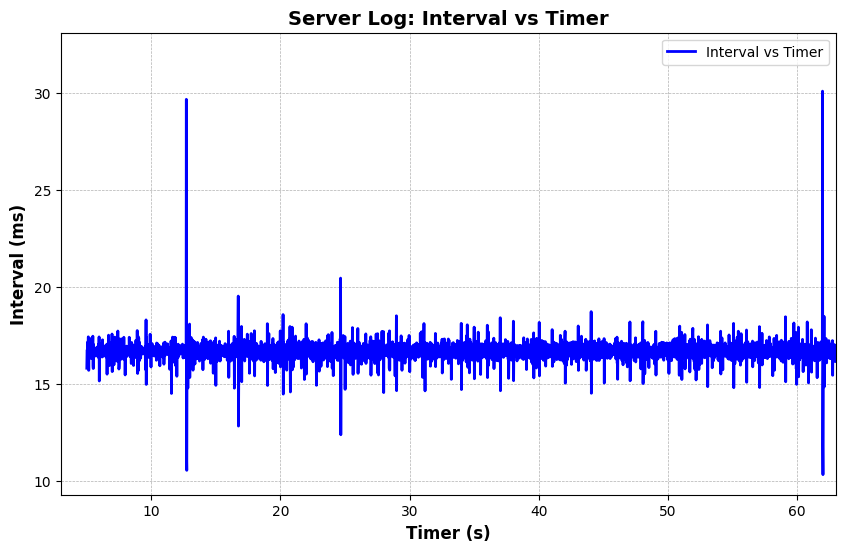 Server Log: Interval vs Timer
Interval vs Timer
Interval (ms)
30
25
20
15
10
10 20 30 40 50 60
Timer (s)